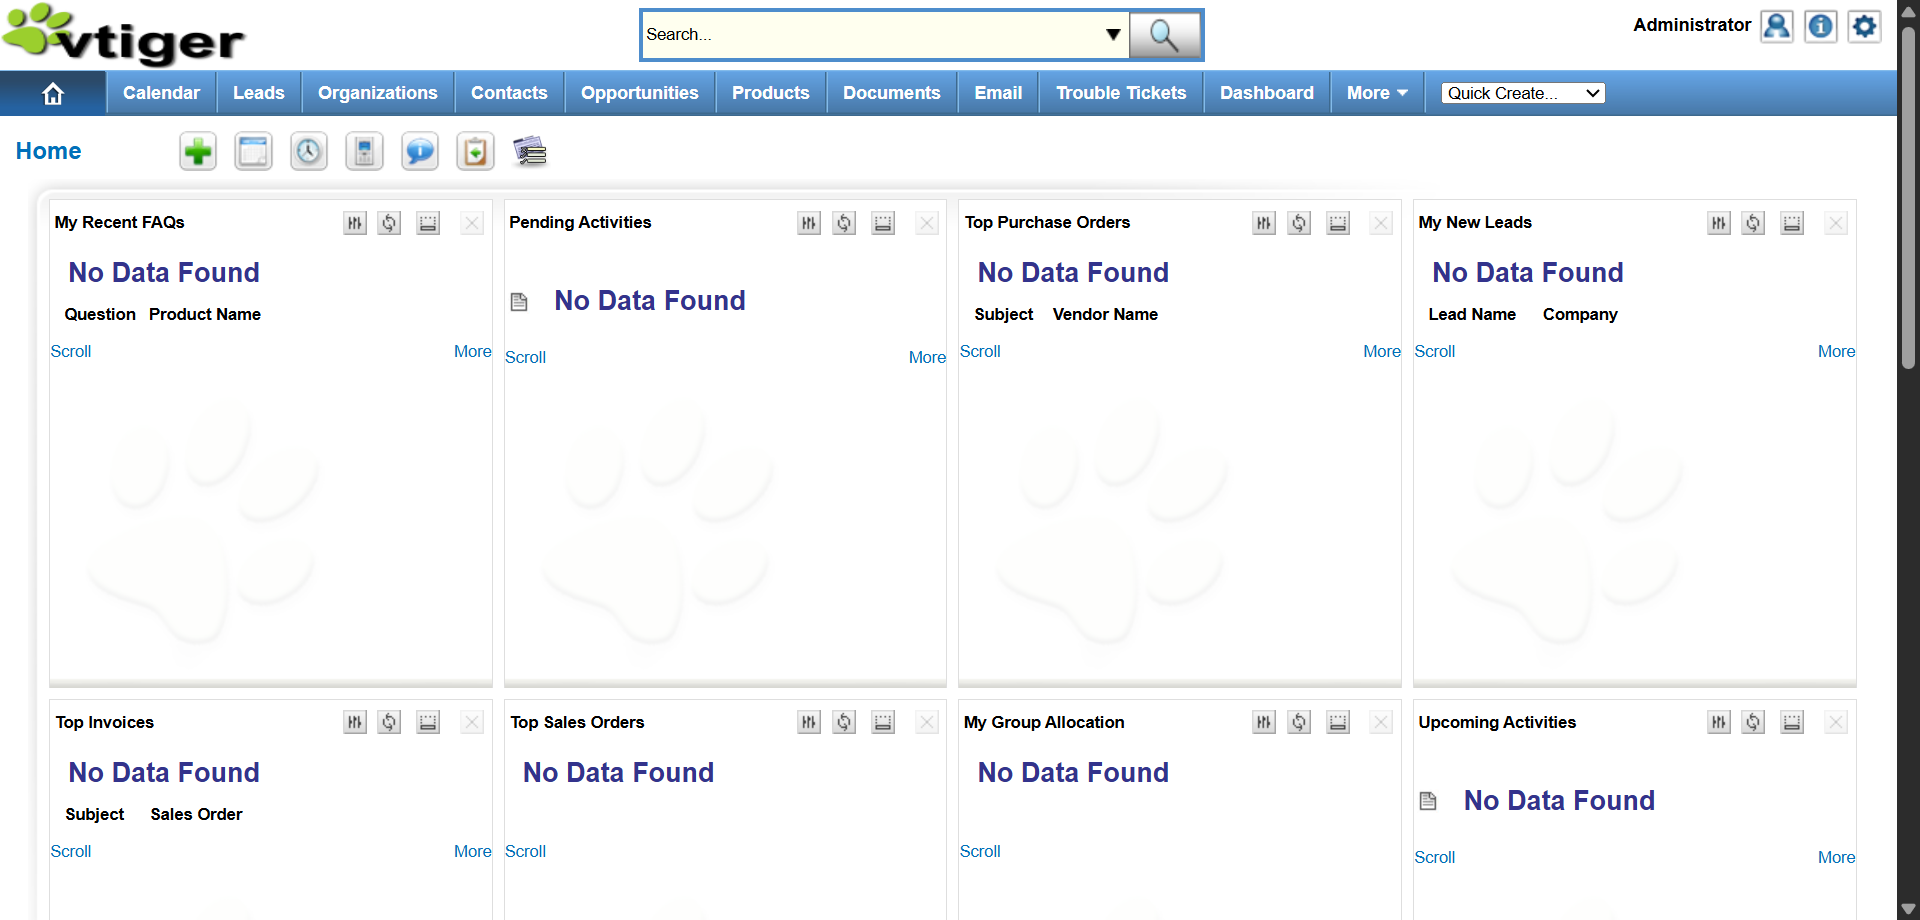 vtiger
Search...
Administrator
Calendar Leads Organizations Contacts Opportunities Products Documents Email Trouble Tickets Dashboard More Quick Create...
Home
My Recent FAQs
No Data Found
Question Product Name
Scroll More
Pending Activities
No Data Found
Scroll More
Top Purchase Orders
No Data Found
Subject Vendor Name
Scroll More
My New Leads
No Data Found
Lead Name Company
Scroll More
Top Invoices
No Data Found
Subject Sales Order
Scroll More
Top Sales Orders
No Data Found
Scroll
My Group Allocation
No Data Found
Scroll
Upcoming Activities
No Data Found
Scroll More